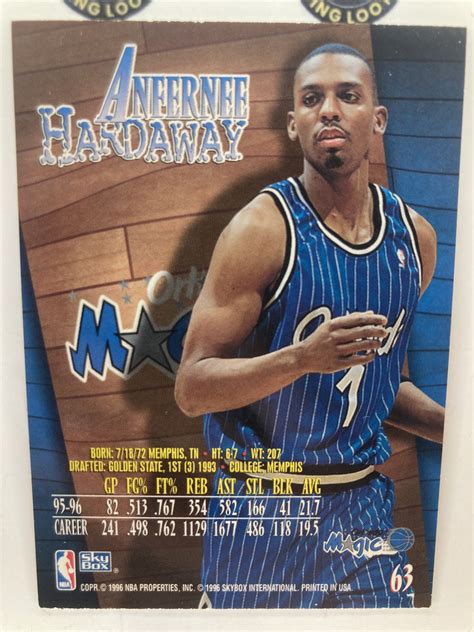 ING LOO
ANFERNEE
HARDAWAY
Orl
MAGIC
Orlando
1
BORN: 7/18/72 MEMPHIS, TN • HT: 6-7 • WT: 207
DRAFTED: GOLDEN STATE, 1ST (3) 1993 • COLLEGE: MEMPHIS
GP FG% FT% REB AST STL BLK AVG
95-96 82 .513 .767 354 582 166 41 21.7
CAREER 241 .498 .762 1129 1677 486 118 19.5
NBA
SkyBox ®
MAGIC
63
COPR. © 1996 NBA PROPERTIES, INC. © 1996 SKYBOX INTERNATIONAL. PRINTED IN USA